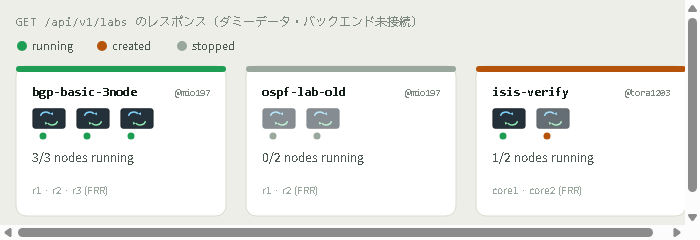 GET /api/v1/labs のレスポンス（ダミーデータ・バックエンド未接続）
running created stopped
bgp-basic-3node @mio197
3/3 nodes running
r1 · r2 · r3 (FRR)
ospf-lab-old @mio197
0/2 nodes running
r1 · r2 (FRR)
isis-verify @tora1203
1/2 nodes running
core1 · core2 (FRR)